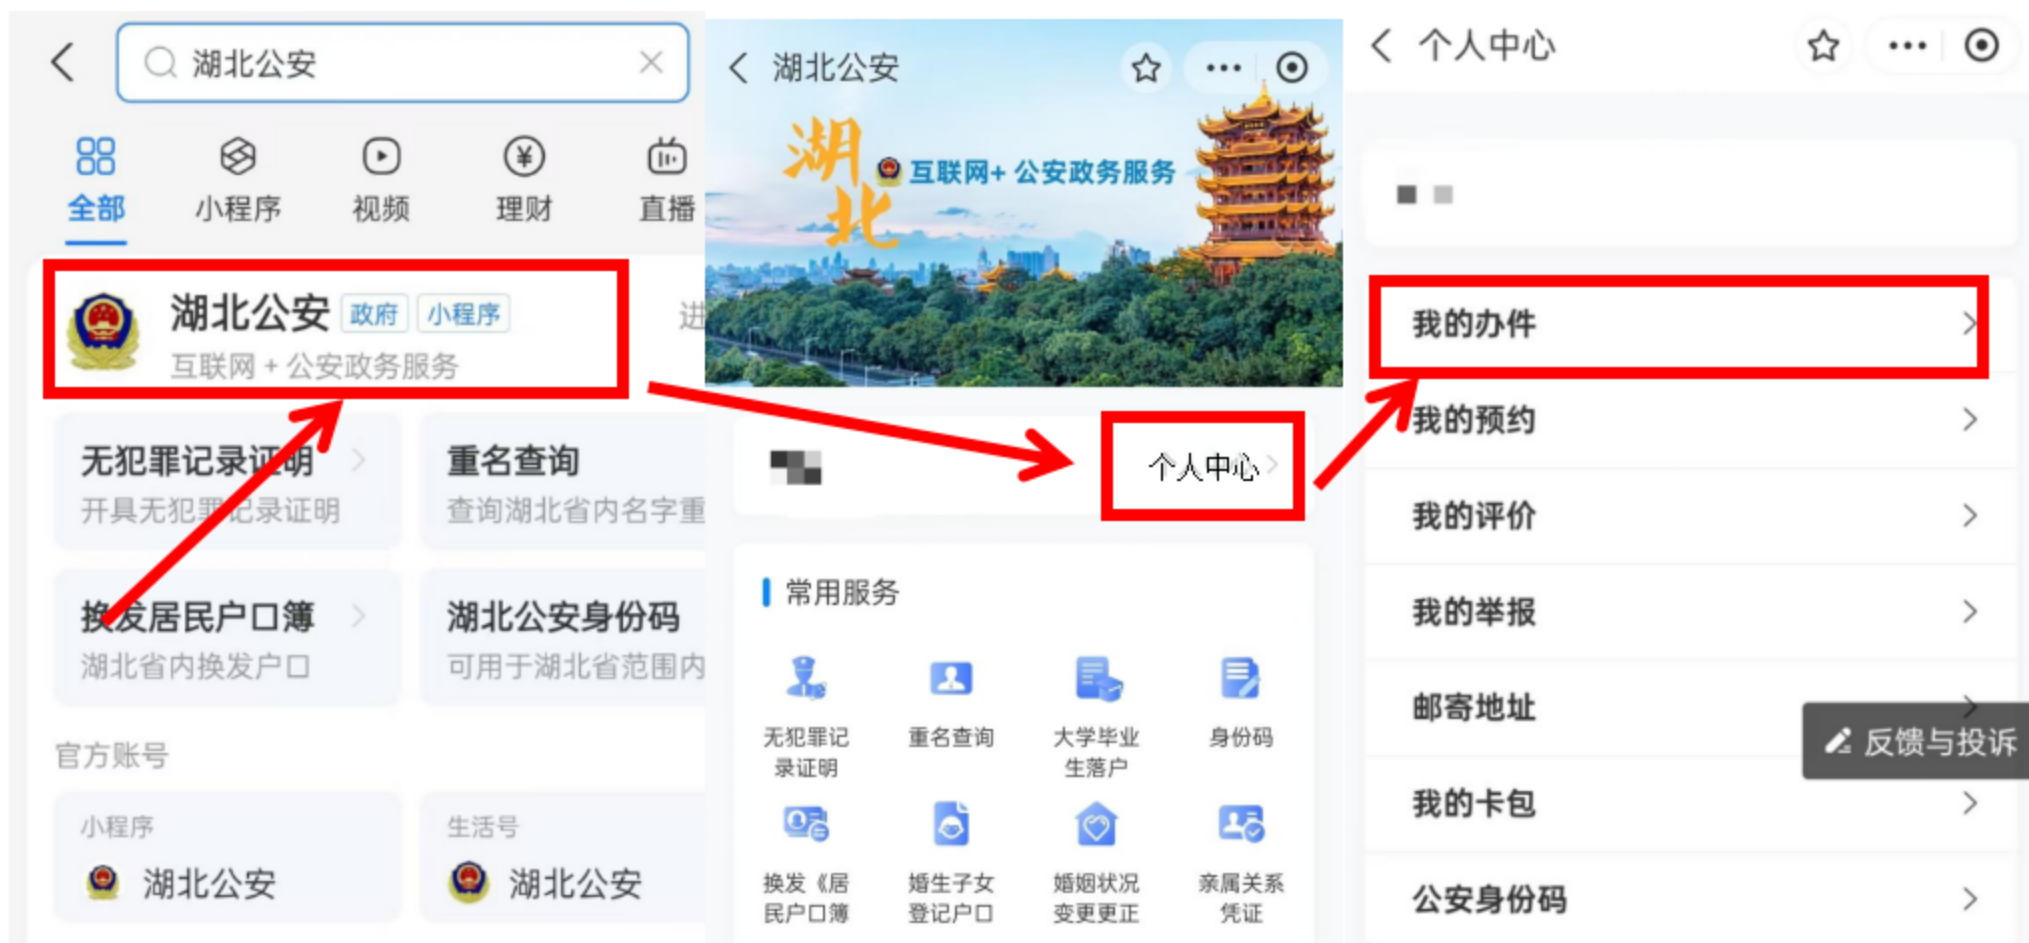 湖北公安
全部
小程序
视频
理财
直播
湖北公安 政府 小程序
进
互联网 + 公安政务服务
无犯罪记录证明
开具无犯罪记录证明
重名查询
查询湖北省内名字重
换发居民户口簿
湖北省内换发户口
湖北公安身份码
可用于湖北省范围内
官方账号
小程序
湖北公安
生活号
湖北公安
湖北公安
湖北
互联网+ 公安政务服务
个人中心
常用服务
无犯罪记
录证明
重名查询
大学毕业
生落户
身份码
换发《居
民户口簿
婚生子女
登记户口
婚姻状况
变更更正
亲属关系
凭证
个人中心
我的办件
我的预约
我的评价
我的举报
邮寄地址
反馈与投诉
我的卡包
公安身份码